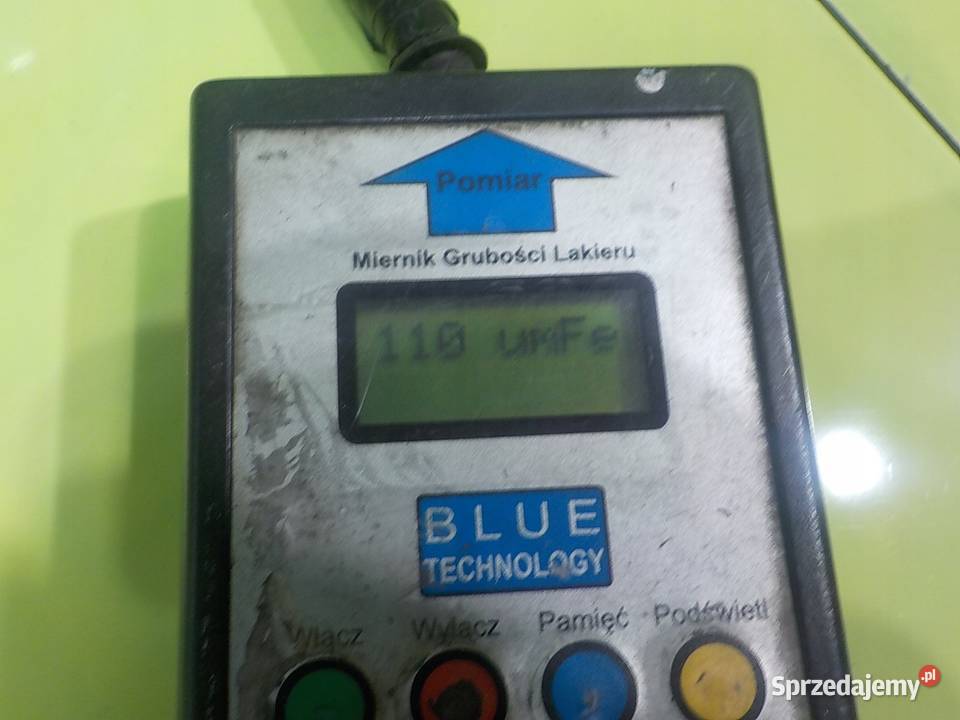 Pomiar
Miernik Grubości Lakieru
110 umFe
BLUE
TECHNOLOGY
Włącz Wyłącz Pamięć Podświetl
Sprzedajemy.pl